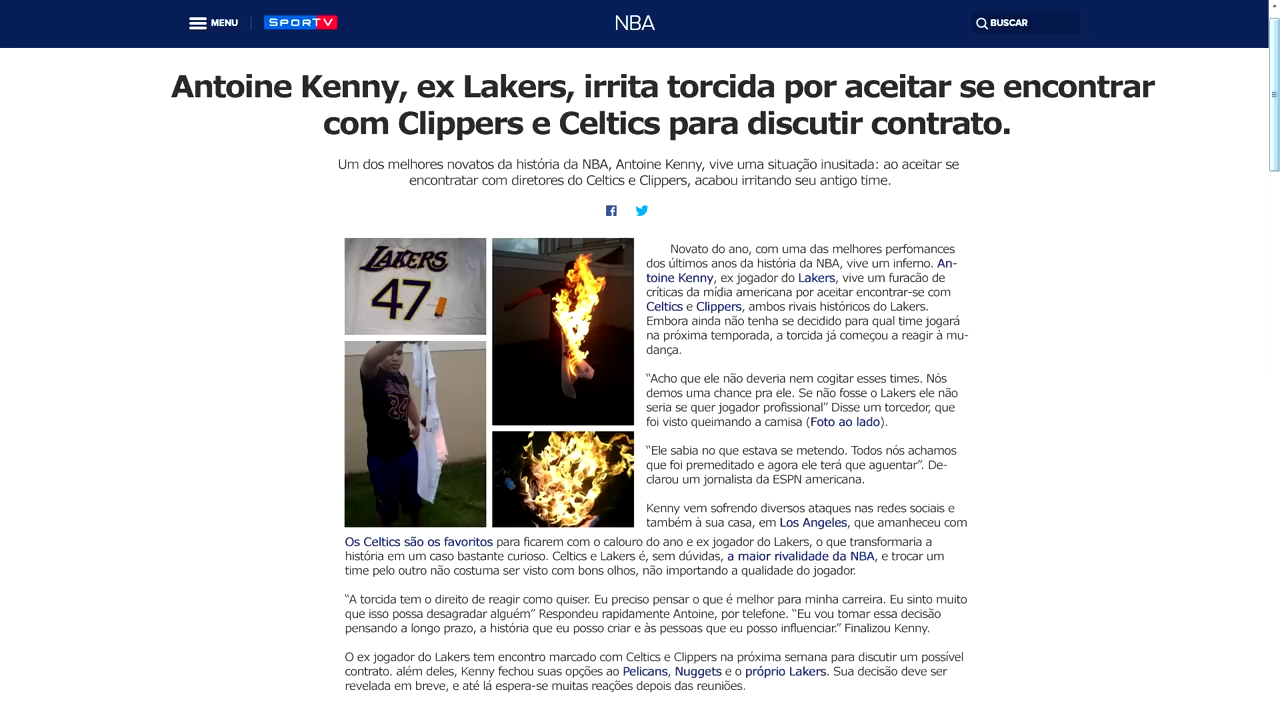 MENU
SPORTV
NBA
BUSCAR
Antoine Kenny, ex Lakers, irrita torcida por aceitar se encontrar
com Clippers e Celtics para discutir contrato.
Um dos melhores novatos da história da NBA, Antoine Kenny, vive uma situação inusitada: ao aceitar se
encontratar com diretores do Celtics e Clippers, acabou irritando seu antigo time.
LAKERS
47
24
Novato do ano, com uma das melhores perfomances
dos últimos anos da história da NBA, vive um inferno. An-
toine Kenny, ex jogador do Lakers, vive um furacão de
críticas da mídia americana por aceitar encontrar-se com
Celtics e Clippers, ambos rivais históricos do Lakers.
Embora ainda não tenha se decidido para qual time jogará
na próxima temporada, a torcida já começou a reagir à mu-
dança.
“Acho que ele não deveria nem cogitar esses times. Nós
demos uma chance pra ele. Se não fosse o Lakers ele não
seria se quer jogador profissional” Disse um torcedor, que
foi visto queimando a camisa (Foto ao lado).
“Ele sabia no que estava se metendo. Todos nós achamos
que foi premeditado e agora ele terá que aguentar”. De-
clarou um jornalista da ESPN americana.
Kenny vem sofrendo diversos ataques nas redes sociais e
também à sua casa, em Los Angeles, que amanheceu com
Os Celtics são os favoritos para ficarem com o calouro do ano e ex jogador do Lakers, o que transformaria a
história em um caso bastante curioso. Celtics e Lakers é, sem dúvidas, a maior rivalidade da NBA, e trocar um
time pelo outro não costuma ser visto com bons olhos, não importando a qualidade do jogador.
“A torcida tem o direito de reagir como quiser. Eu preciso pensar o que é melhor para minha carreira. Eu sinto muito
que isso possa desagradar alguém” Respondeu rapidamente Antoine, por telefone. “Eu vou tomar essa decisão
pensando a longo prazo, a história que eu posso criar e às pessoas que eu posso influenciar.” Finalizou Kenny.
O ex jogador do Lakers tem encontro marcado com Celtics e Clippers na próxima semana para discutir um possível
contrato. além deles, Kenny fechou suas opções ao Pelicans, Nuggets e o próprio Lakers. Sua decisão deve ser
revelada em breve, e até lá espera-se muitas reações depois das reuniões.